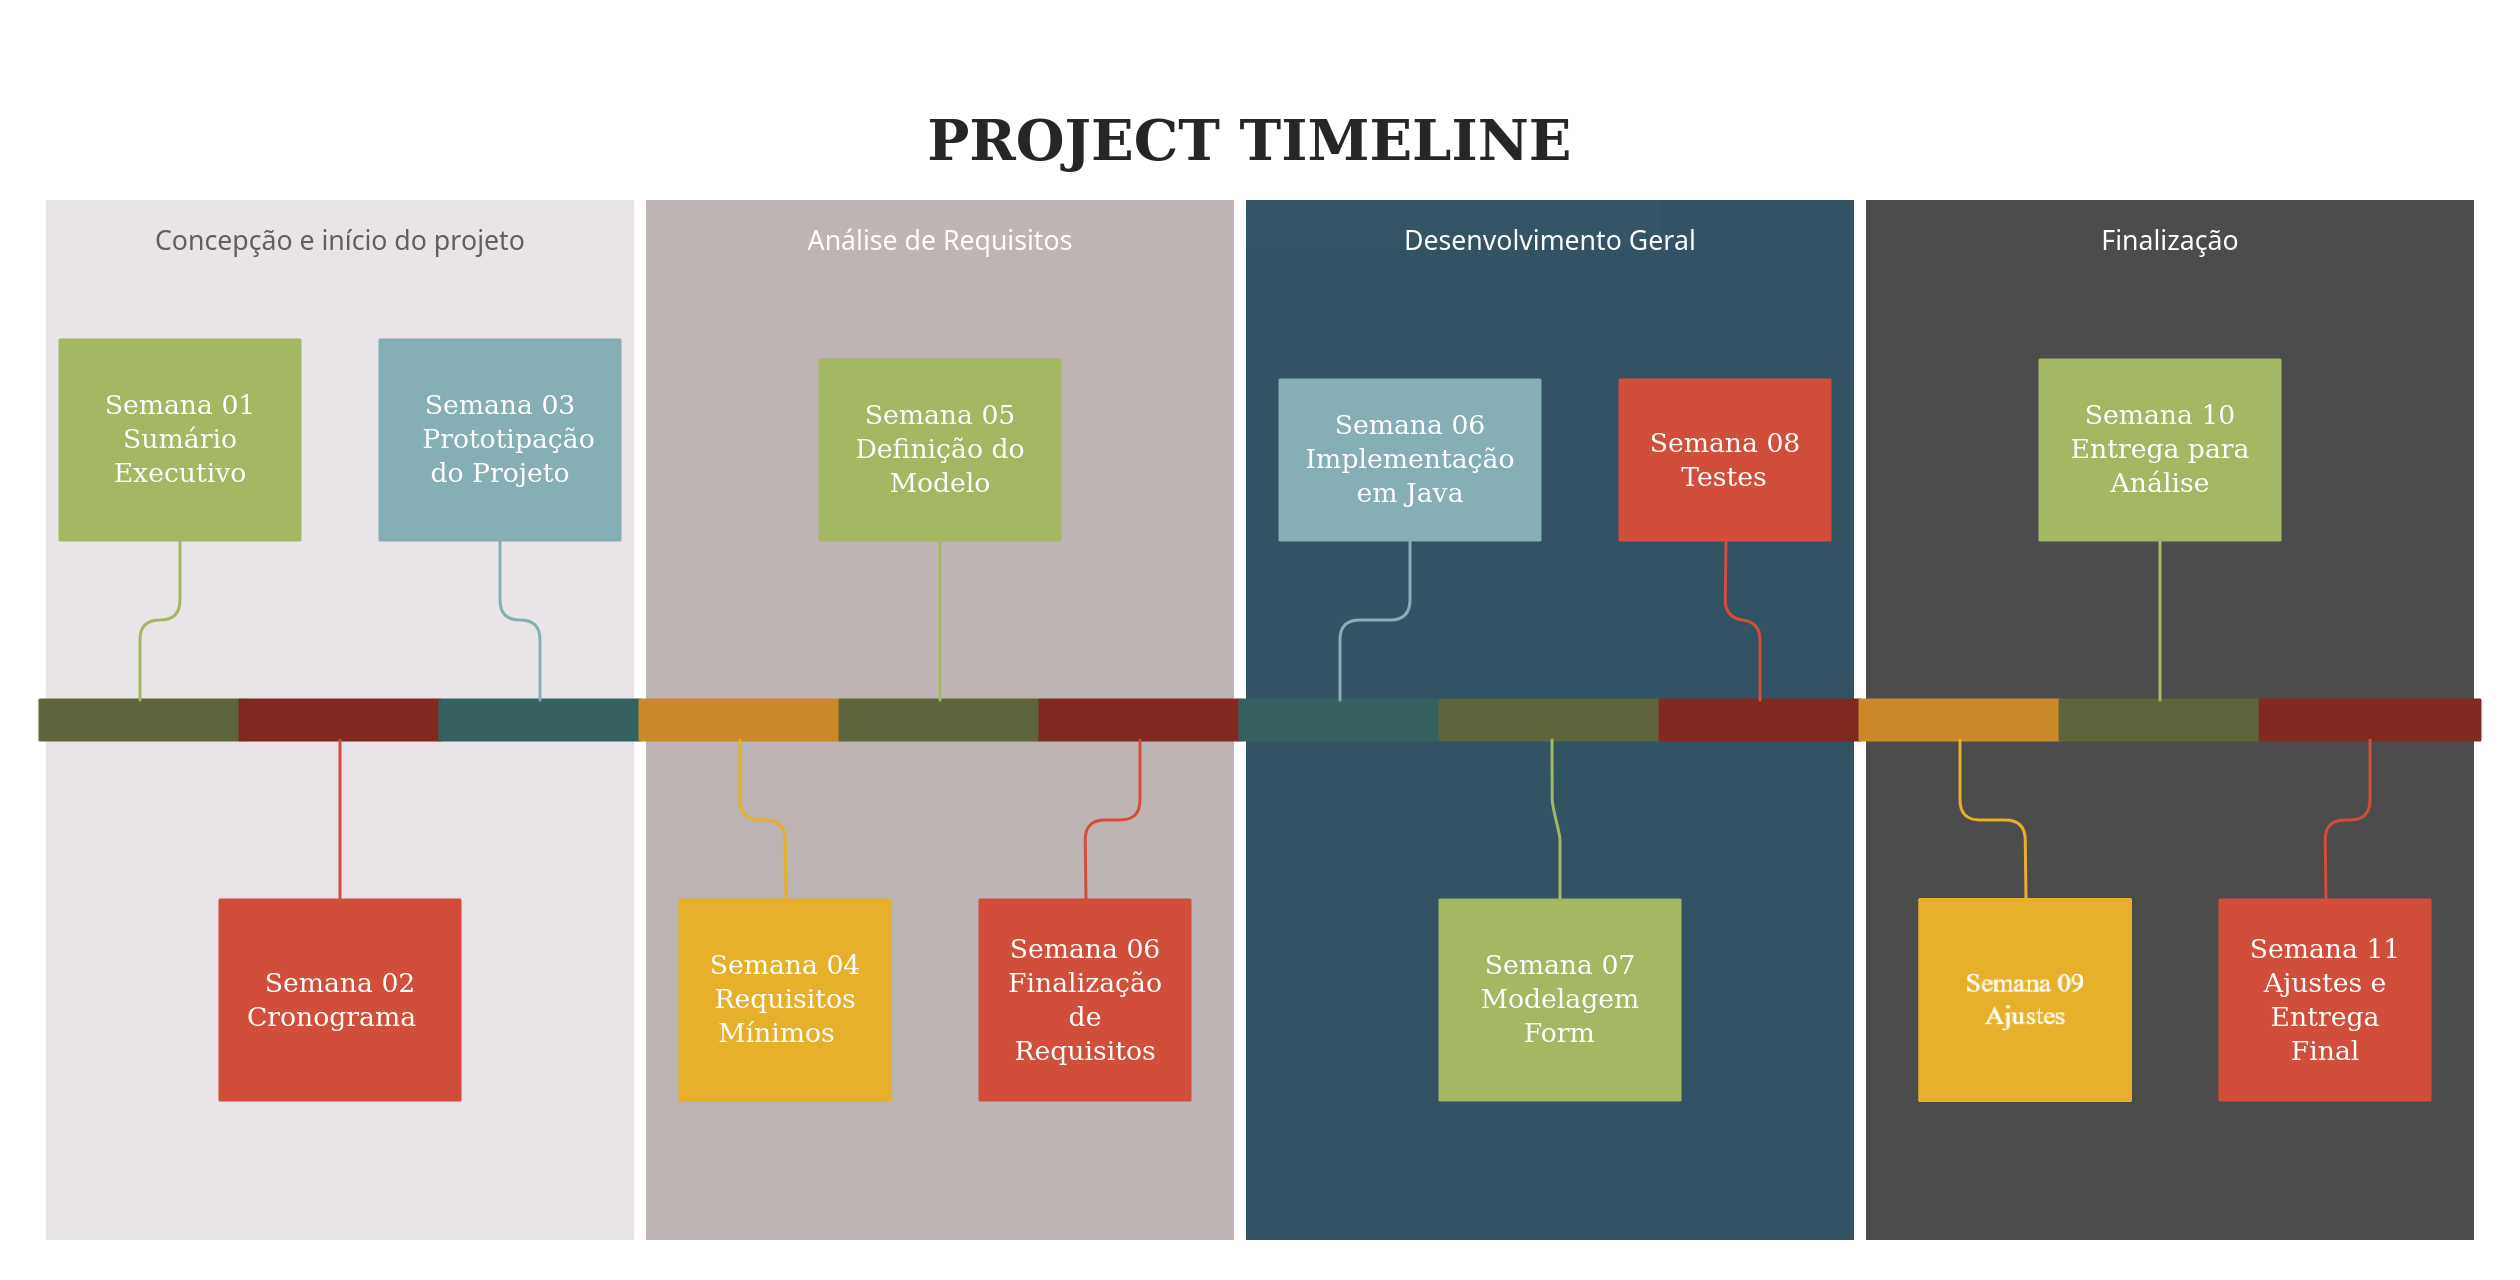 PROJECT TIMELINE
Concepção e início do projeto
Semana 01
Sumário
Executivo
Semana 03
Prototipação
do Projeto
Semana 02
Cronograma
Análise de Requisitos
Semana 05
Definição do
Modelo
Semana 04
Requisitos
Mínimos
Semana 06
Finalização
de
Requisitos
Desenvolvimento Geral
Semana 06
Implementação
em Java
Semana 08
Testes
Semana 07
Modelagem
Form
Finalização
Semana 10
Entrega para
Análise
Semana 09
Ajustes
Semana 11
Ajustes e
Entrega
Final